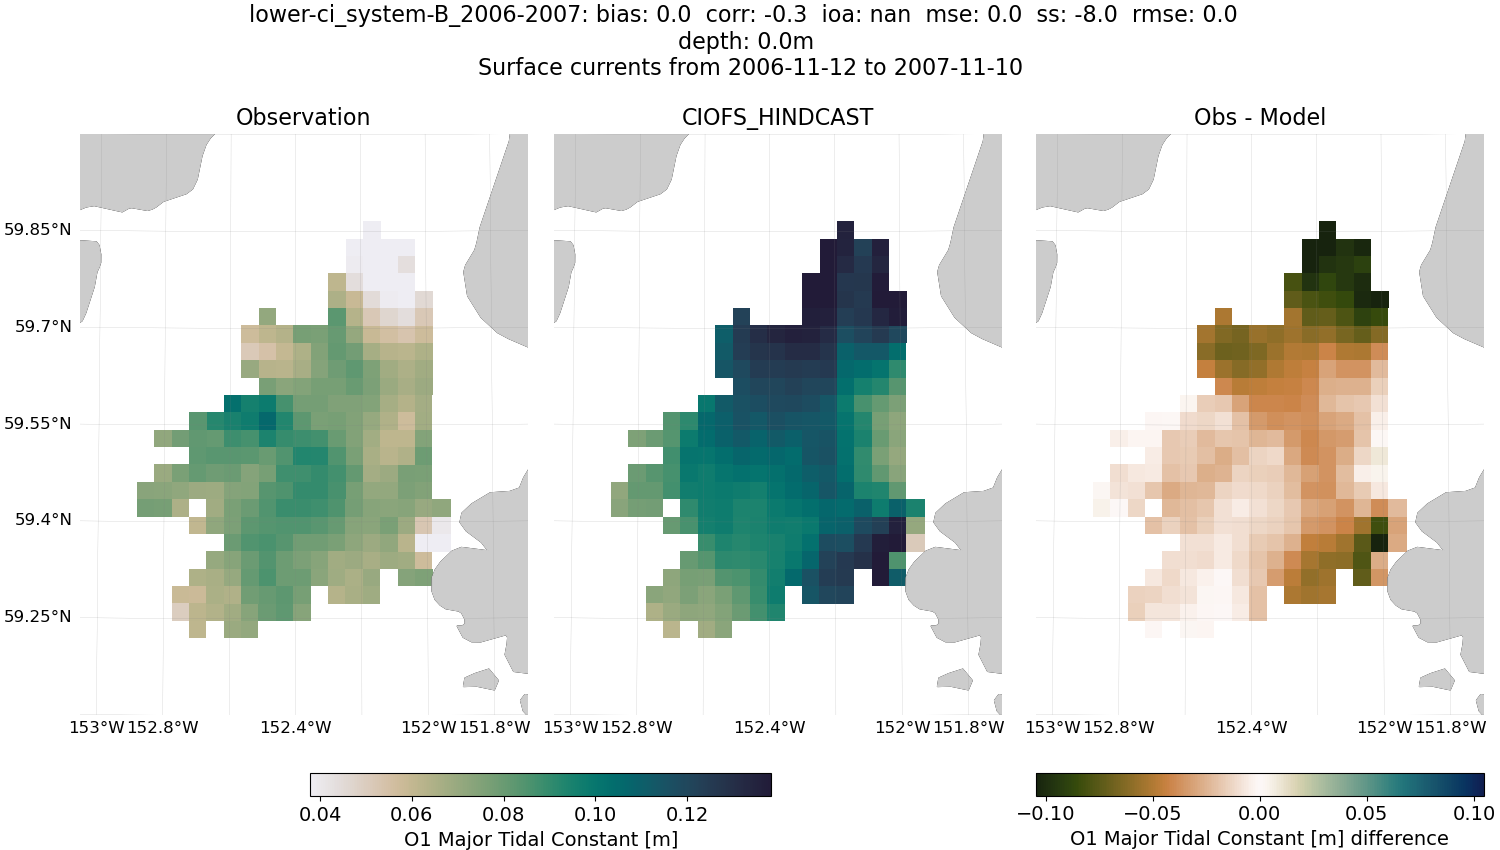 lower-ci_system-B_2006-2007: bias: 0.0  corr: -0.3  ioa: nan  mse: 0.0  ss: -8.0  rmse: 0.0
depth: 0.0m
Surface currents from 2006-11-12 to 2007-11-10
Observation
CIOFS_HINDCAST
Obs - Model
59.85°N
59.7°N
59.55°N
59.4°N
59.25°N
153°W 152.8°W 152.4°W 152°W 151.8°W
153°W 152.8°W 152.4°W 152°W 151.8°W
153°W 152.8°W 152.4°W 152°W 151.8°W
0.04 0.06 0.08 0.10 0.12
O1 Major Tidal Constant [m]
−0.10 −0.05 0.00 0.05 0.10
O1 Major Tidal Constant [m] difference